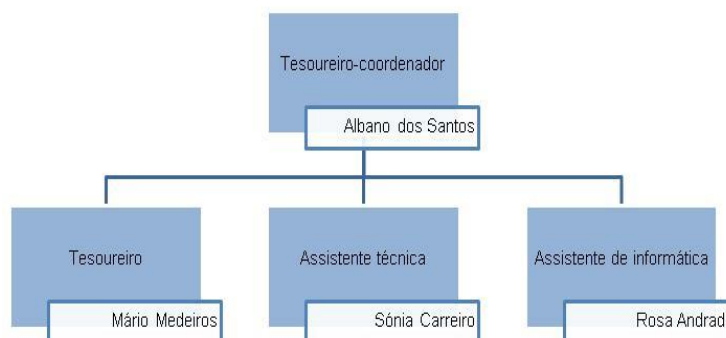 Tesoureiro-coordenador
Albano dos Santos
Tesoureiro
Mário Medeiros
Assistente técnica
Sónia Carreiro
Assistente de informática
Rosa Andrad